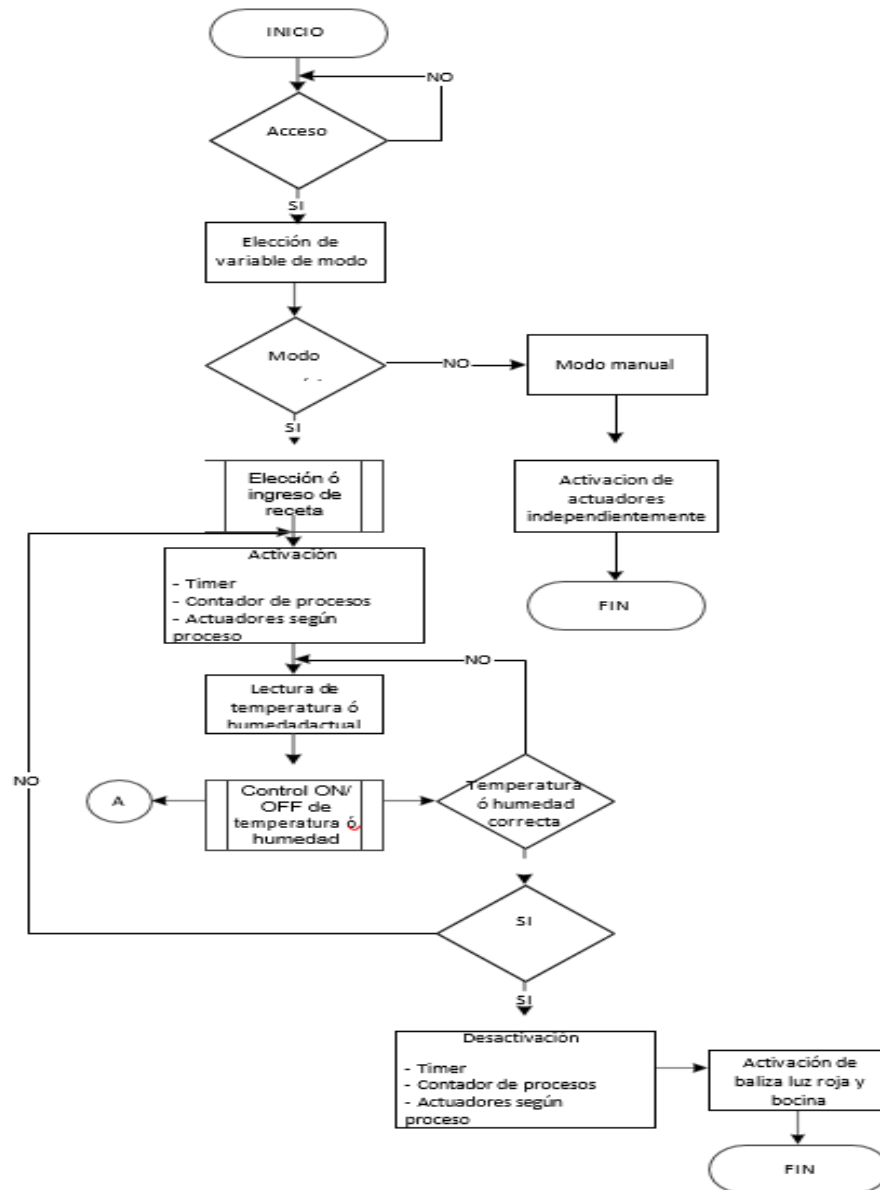 INICIO
NO
Acceso
SI
Elección de
variable de modo
Modo
NO
Modo manual
SI
Elección ó
ingreso de
receta
Activacion de
actuadores
independientemente
Activación
- Timer
- Contador de procesos
- Actuadores según
proceso
FIN
NO
Lectura de
temperatura ó
humedadactual
NO
A
Control ON/
OFF de
temperatura ó
humedad
Temperatura
ó humedad
correcta
SI
SI
Desactivación
- Timer
- Contador de procesos
- Actuadores según
proceso
Activación de
baliza luz roja y
bocina
FIN